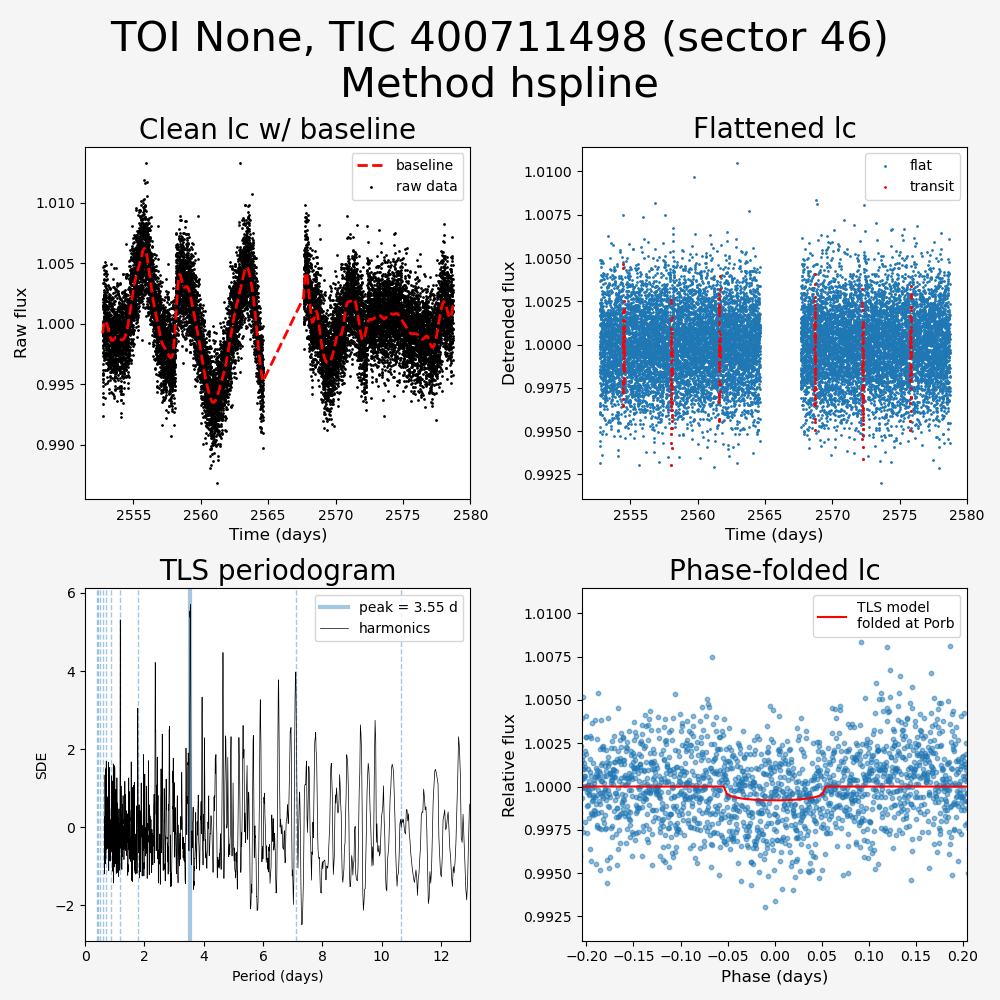 TOI None, TIC 400711498 (sector 46)
Method hspline
Clean lc w/ baseline
baseline
raw data
1.010
1.005
1.000
0.995
0.990
Raw flux
2555 2560 2565 2570 2575 2580
Time (days)
Flattened lc
flat
transit
1.0100
1.0075
1.0050
1.0025
1.0000
0.9975
0.9950
0.9925
Detrended flux
2555 2560 2565 2570 2575 2580
Time (days)
TLS periodogram
peak = 3.55 d
harmonics
6
4
2
0
−2
SDE
0 2 4 6 8 10 12
Period (days)
Phase-folded lc
TLS model
folded at Porb
1.0100
1.0075
1.0050
1.0025
1.0000
0.9975
0.9950
0.9925
Relative flux
−0.20 −0.15 −0.10 −0.05 0.00 0.05 0.10 0.15 0.20
Phase (days)